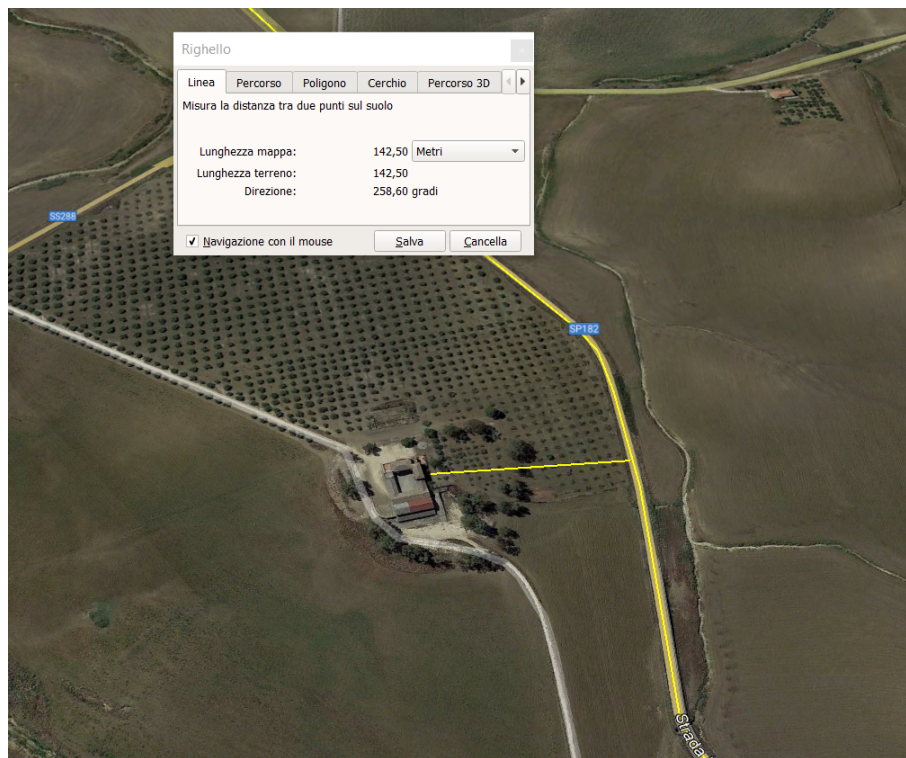 Righello
Linea Percorso Poligono Cerchio Percorso 3D
Misura la distanza tra due punti sul suolo
Lunghezza mappa: 142,50 Metri
Lunghezza terreno: 142,50
Direzione: 258,60 gradi
Navigazione con il mouse Salva Cancella
SS288
SP182
Strada